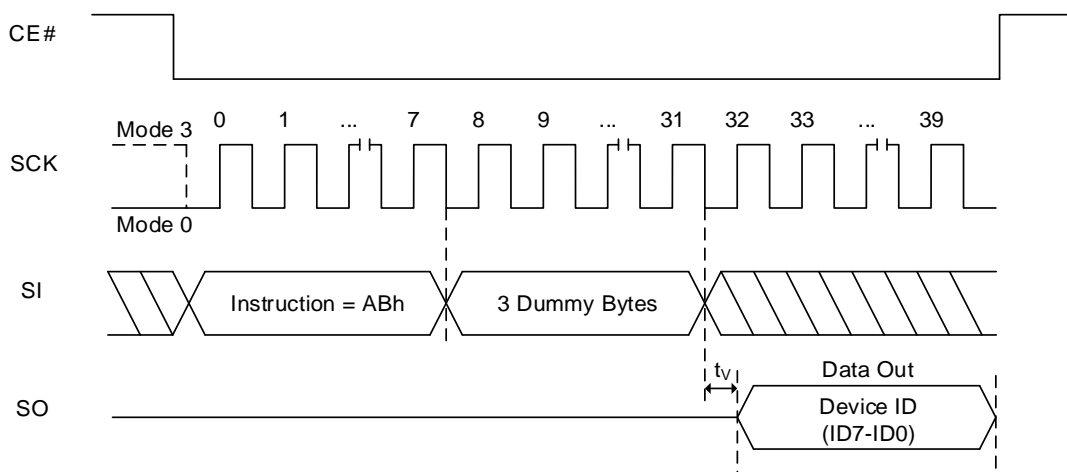 CE#
Mode 3
0 1 ... 7 8 9 ... 31 32 33 ... 39
SCK
Mode 0
SI
Instruction = ABh
3 Dummy Bytes
tV
Data Out
SO
Device ID
(ID7-ID0)